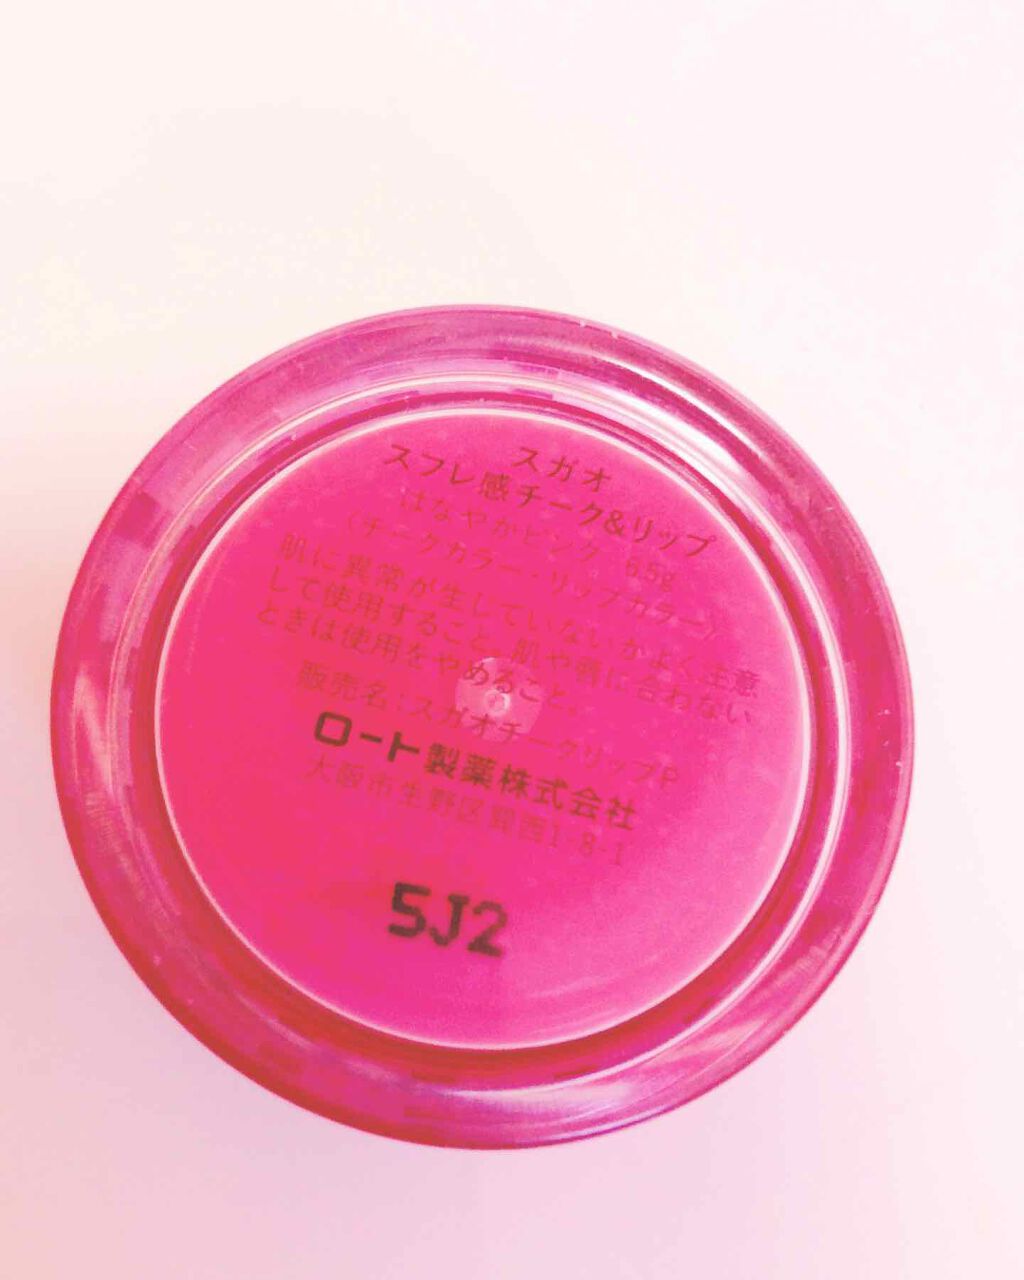 スガオ
スフレ感チーク&リップ
はなやかピンク 6.5g
〈チークカラー・リップカラー〉
肌に異常が生じていないかよく注意
して使用すること。肌や唇に合わない
ときは使用をやめること。
販売名:スガオチークリップP
ロート製薬株式会社
大阪市生野区巽西1-8-1
5J2